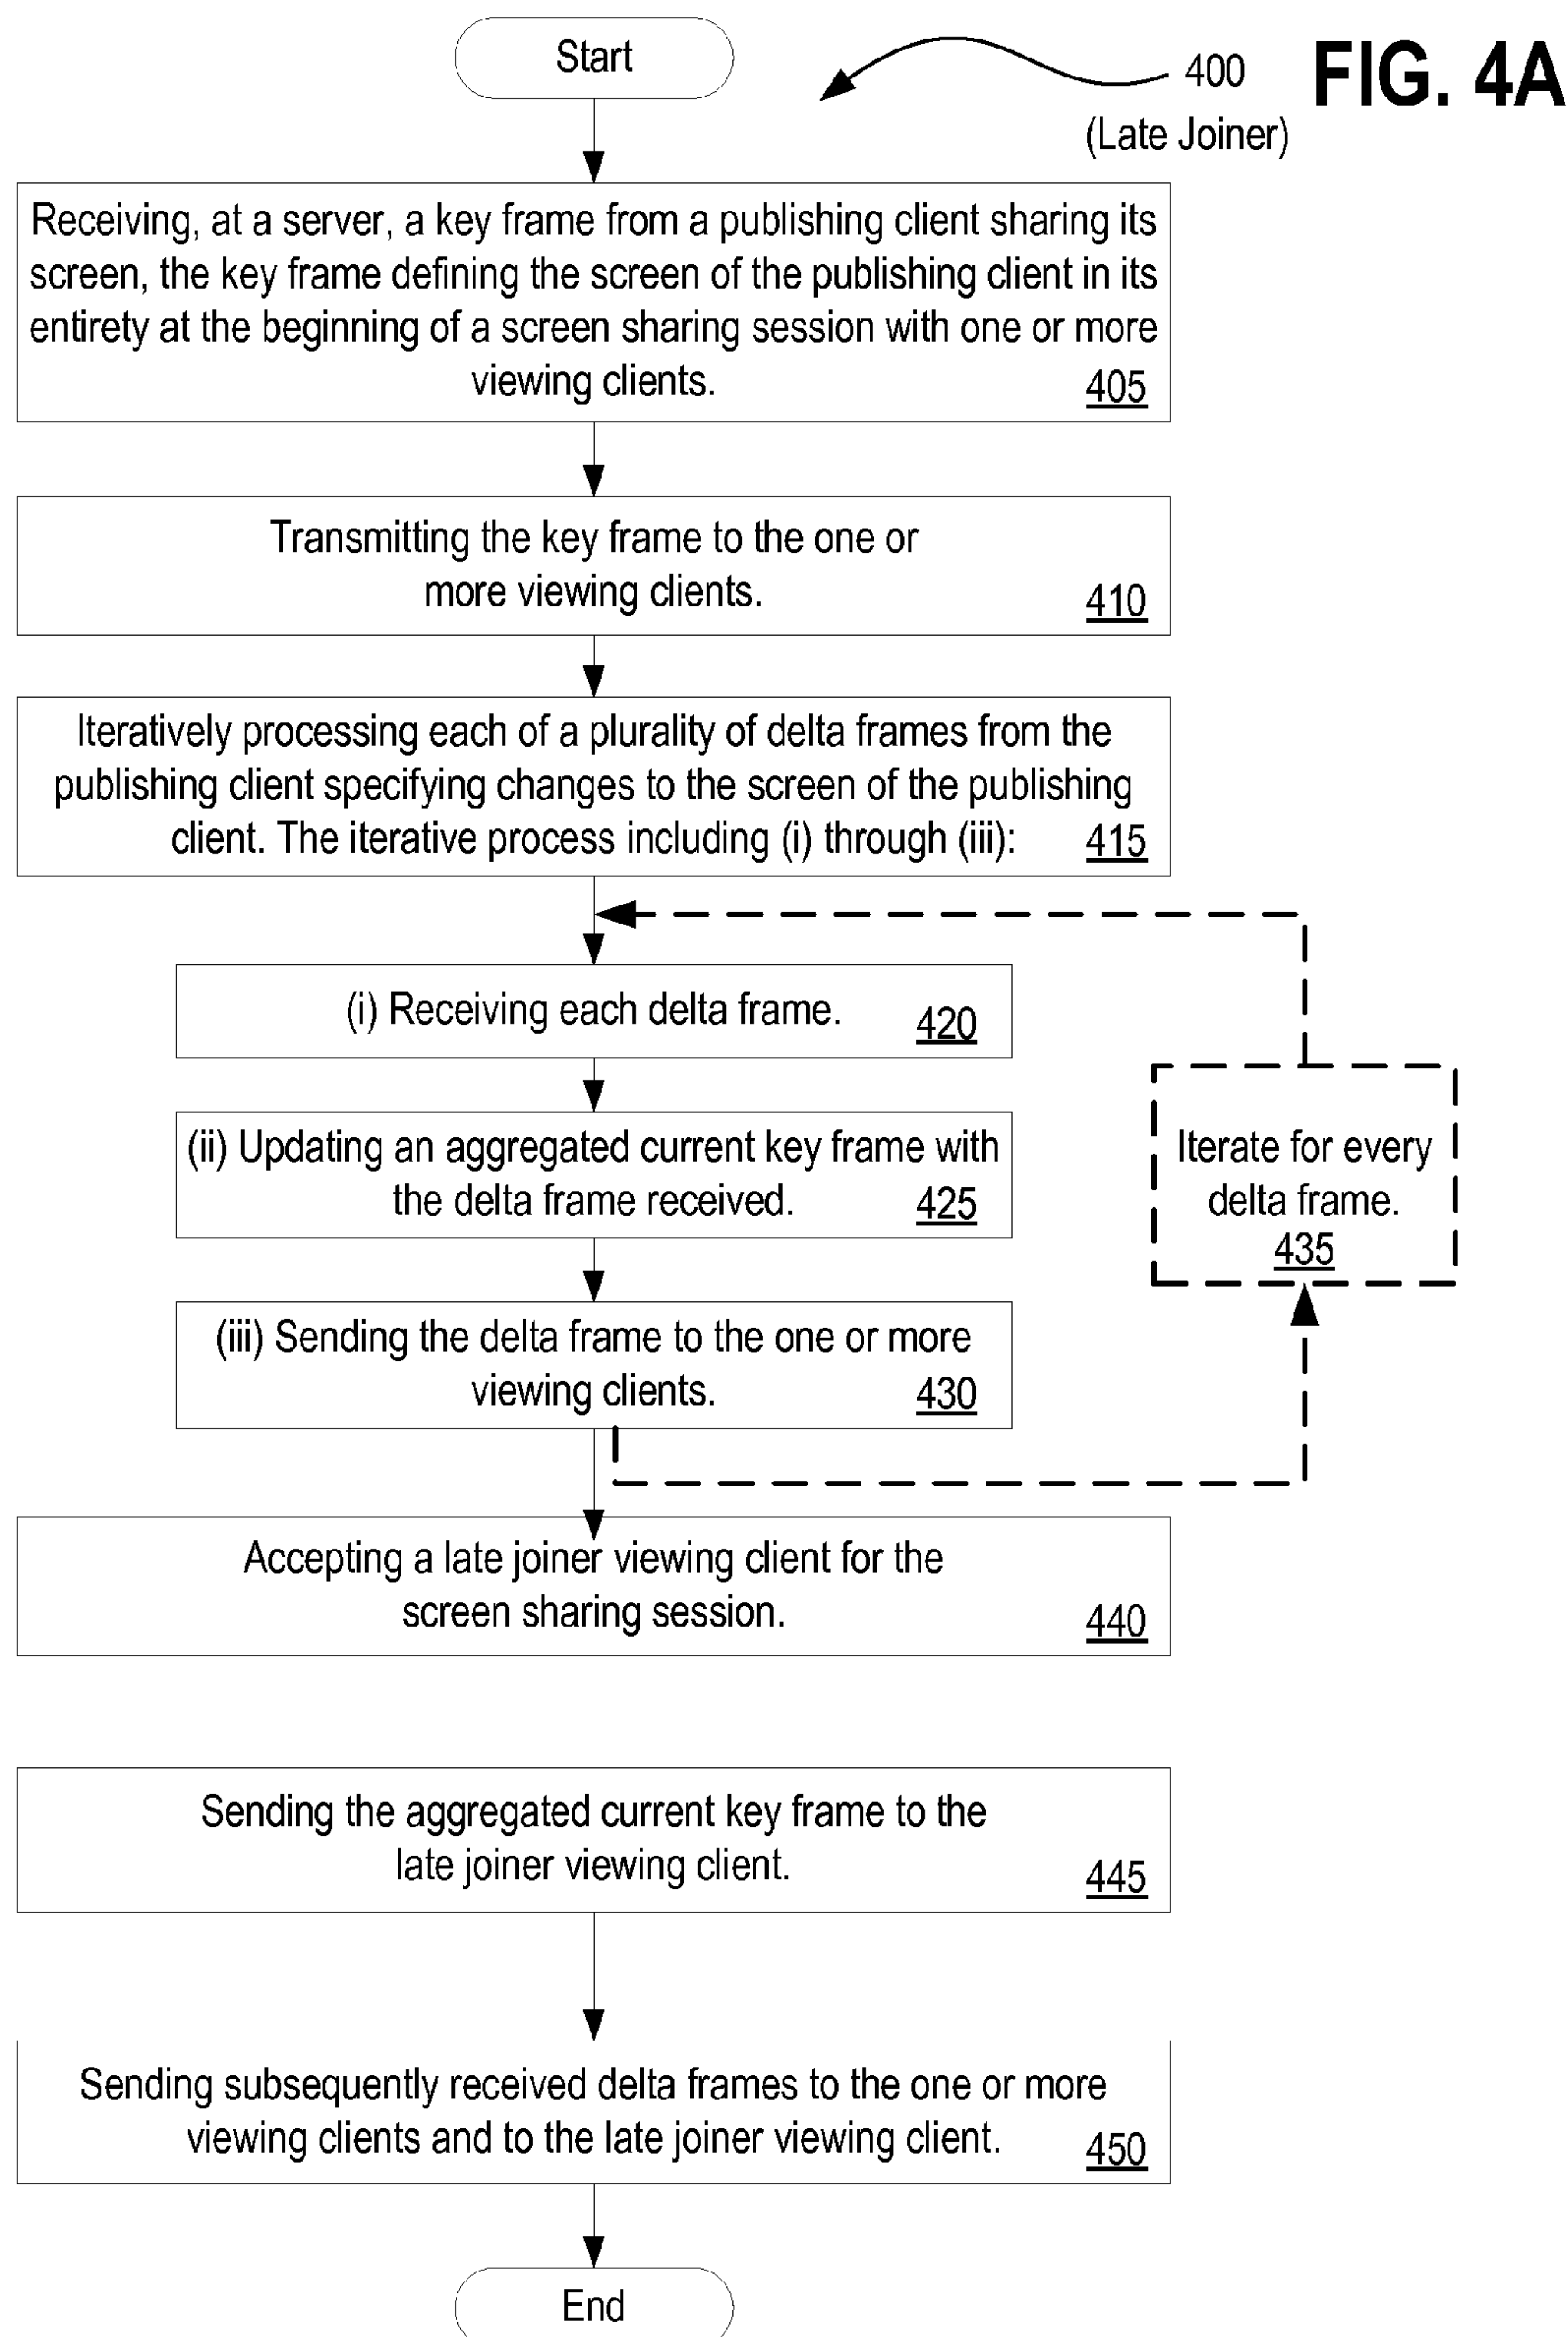 Start
400
FIG. 4A
(Late Joiner)
Receiving, at a server, a key frame from a publishing client sharing its
screen, the key frame defining the screen of the publishing client in its
entirety at the beginning of a screen sharing session with one or more
viewing clients.
405
Transmitting the key frame to the one or
more viewing clients.
410
Iteratively processing each of a plurality of delta frames from the
publishing client specifying changes to the screen of the publishing
client. The iterative process including (i) through (iii):
415
(i) Receiving each delta frame.
420
(ii) Updating an aggregated current key frame with
the delta frame received.
425
Iterate for every
delta frame.
435
(iii) Sending the delta frame to the one or more
viewing clients.
430
Accepting a late joiner viewing client for the
screen sharing session.
440
Sending the aggregated current key frame to the
late joiner viewing client.
445
Sending subsequently received delta frames to the one or more
viewing clients and to the late joiner viewing client.
450
End